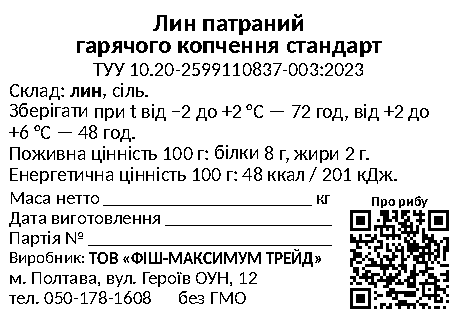 Лин патраний
гарячого копчення стандарт
ТУУ 10.20-2599110837-003:2023
Склад: лин, сіль.
Зберігати при t від −2 до +2 °C — 72 год, від +2 до
+6 °C — 48 год.
Поживна цінність 100 г: білки 8 г, жири 2 г.
Енергетична цінність 100 г: 48 ккал / 201 кДж.
Маса нетто ______________________ кг
Про рибу
Дата виготовлення __________________
Партія № __________________________
Виробник: ТОВ «ФІШ-МАКСИМУМ ТРЕЙД»
м. Полтава, вул. Героїв ОУН, 12
тел. 050-178-1608 без ГМО